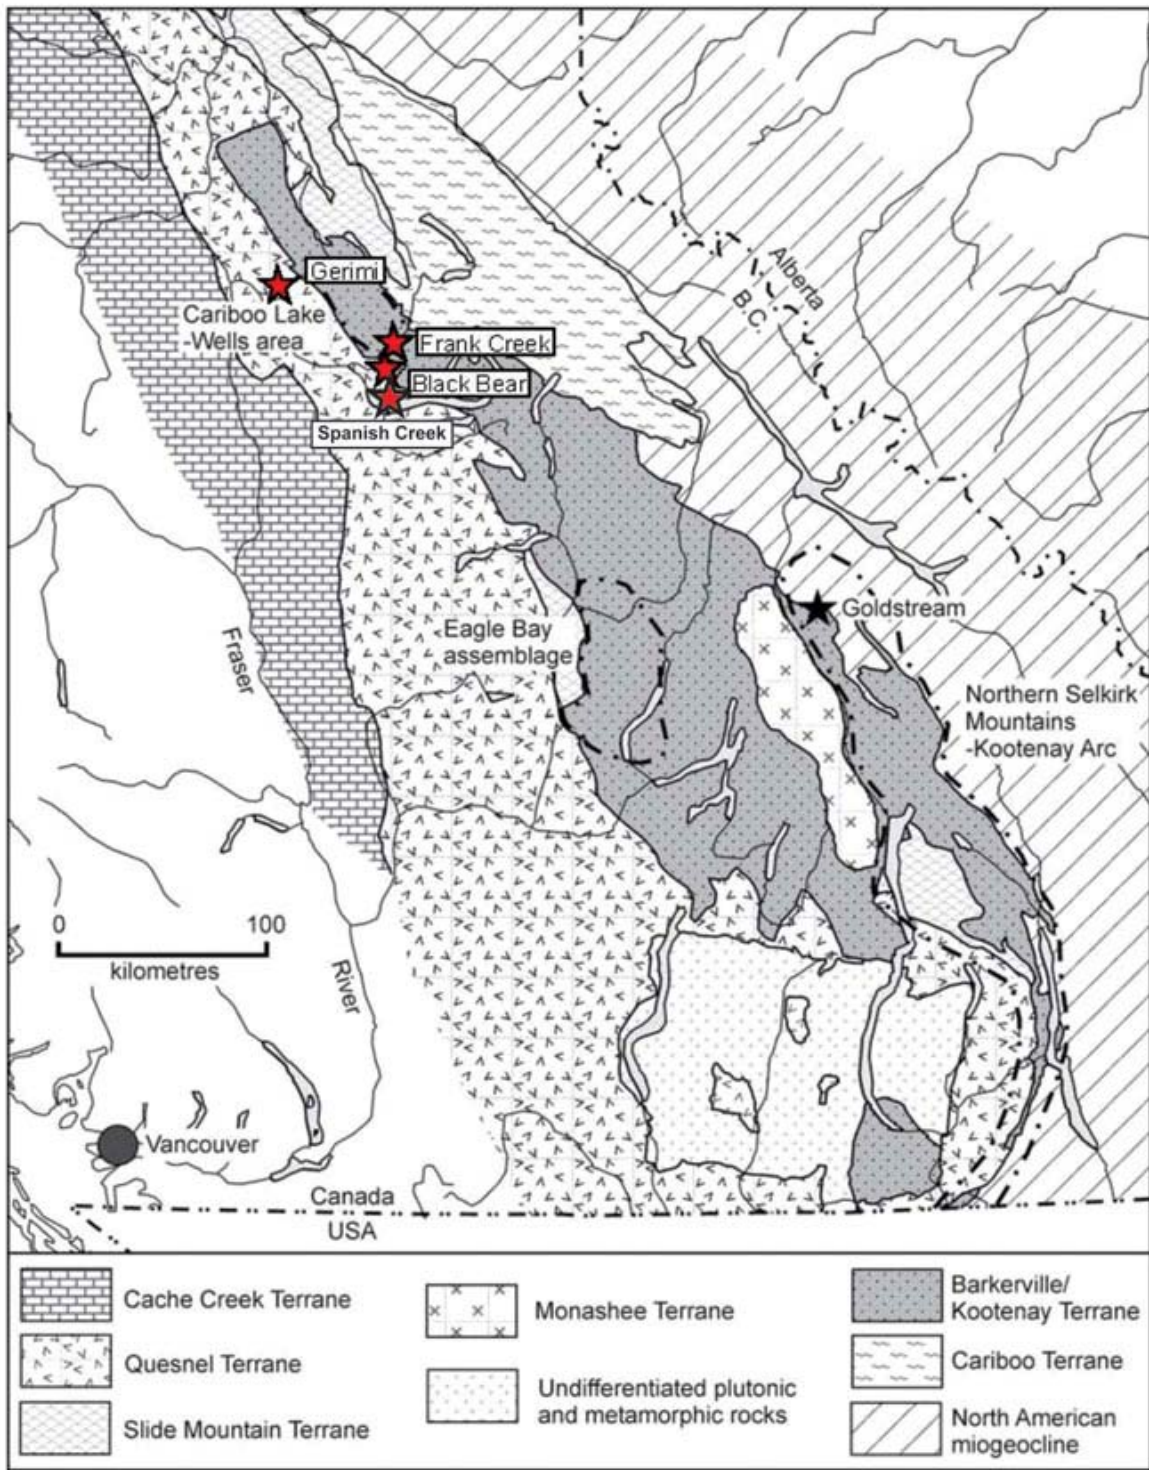 Alberta
B.C.
Gerimi
Cariboo Lake
-Wells area
Frank Creek
Black Bear
Spanish Creek
Goldstream
Eagle Bay
assemblage
Northern Selkirk
Mountains
-Kootenay Arc
Fraser
River
0 100
kilometres
Vancouver
Canada
USA
Cache Creek Terrane
Quesnel Terrane
Slide Mountain Terrane
Monashee Terrane
Undifferentiated plutonic
and metamorphic rocks
Barkerville/
Kootenay Terrane
Cariboo Terrane
North American
miogeocline